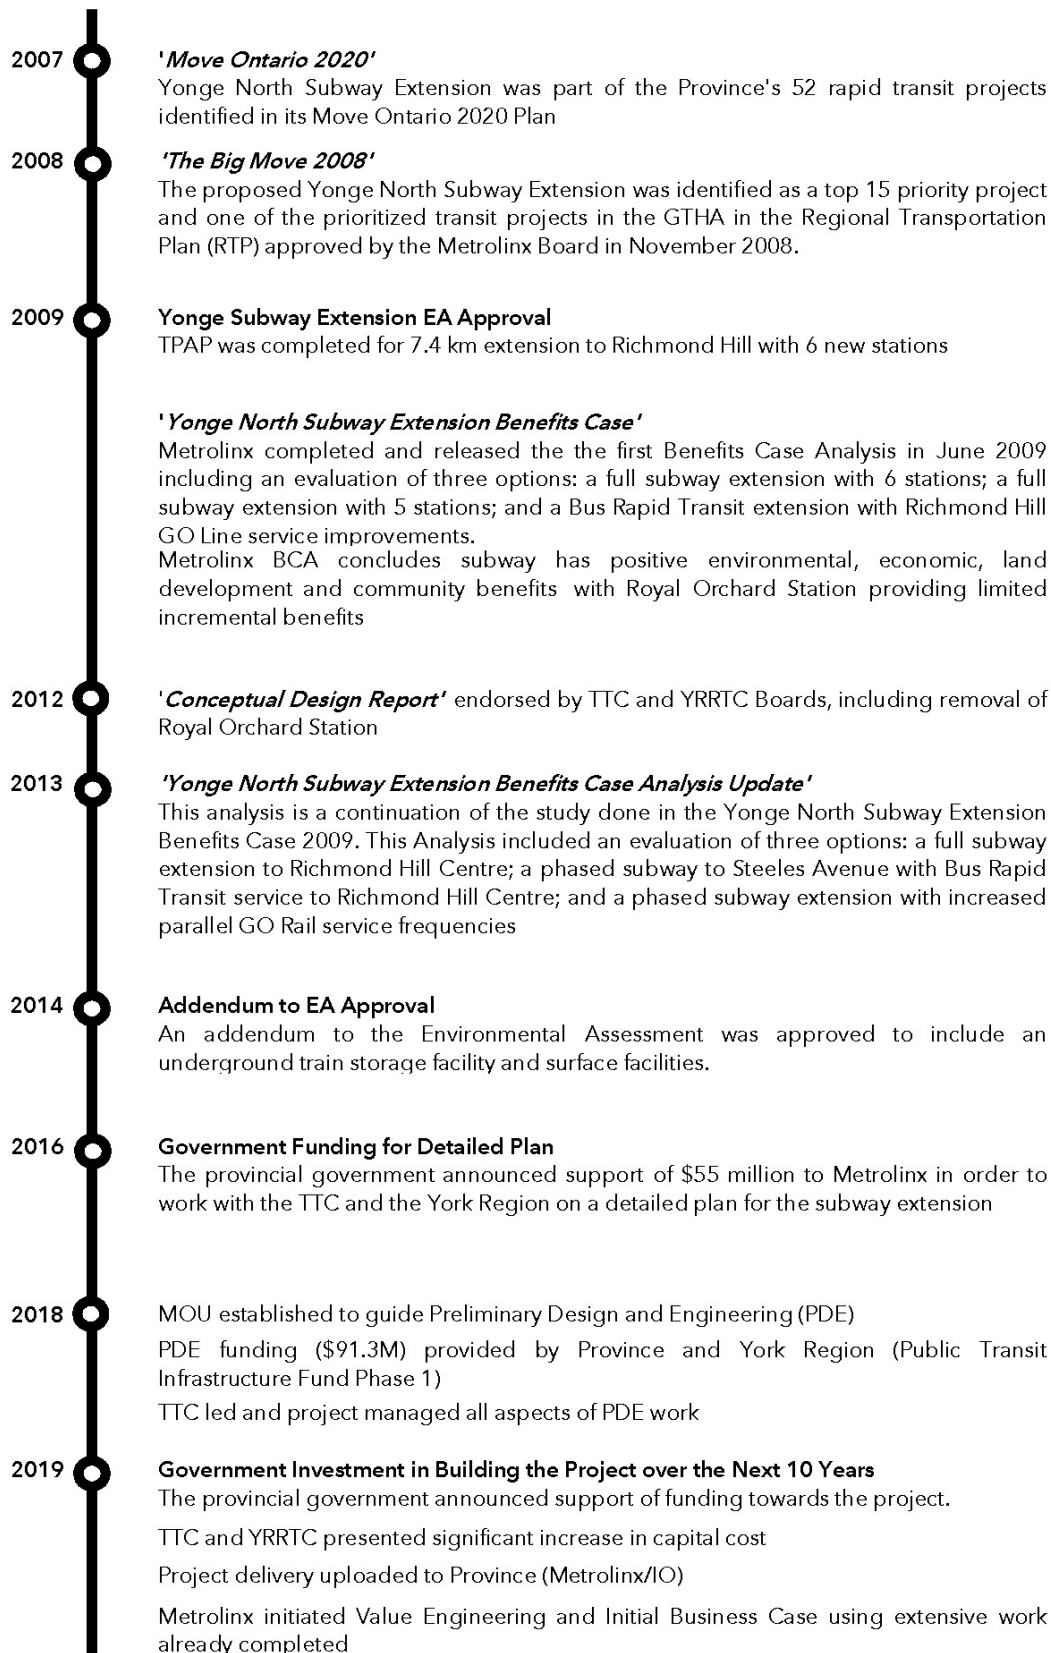 2007
'Move Ontario 2020'
Yonge North Subway Extension was part of the Province's 52 rapid transit projects
identified in its Move Ontario 2020 Plan
2008
'The Big Move 2008'
The proposed Yonge North Subway Extension was identified as a top 15 priority project
and one of the prioritized transit projects in the GTHA in the Regional Transportation
Plan (RTP) approved by the Metrolinx Board in November 2008.
2009
Yonge Subway Extension EA Approval
TPAP was completed for 7.4 km extension to Richmond Hill with 6 new stations
'Yonge North Subway Extension Benefits Case'
Metrolinx completed and released the the first Benefits Case Analysis in June 2009
including an evaluation of three options: a full subway extension with 6 stations; a full
subway extension with 5 stations; and a Bus Rapid Transit extension with Richmond Hill
GO Line service improvements.
Metrolinx BCA concludes subway has positive environmental, economic, land
development and community benefits with Royal Orchard Station providing limited
incremental benefits
2012
'Conceptual Design Report' endorsed by TTC and YRRTC Boards, including removal of
Royal Orchard Station
2013
'Yonge North Subway Extension Benefits Case Analysis Update'
This analysis is a continuation of the study done in the Yonge North Subway Extension
Benefits Case 2009. This Analysis included an evaluation of three options: a full subway
extension to Richmond Hill Centre; a phased subway to Steeles Avenue with Bus Rapid
Transit service to Richmond Hill Centre; and a phased subway extension with increased
parallel GO Rail service frequencies
2014
Addendum to EA Approval
An addendum to the Environmental Assessment was approved to include an
underground train storage facility and surface facilities.
2016
Government Funding for Detailed Plan
The provincial government announced support of $55 million to Metrolinx in order to
work with the TTC and the York Region on a detailed plan for the subway extension
2018
MOU established to guide Preliminary Design and Engineering (PDE)
PDE funding ($91.3M) provided by Province and York Region (Public Transit
Infrastructure Fund Phase 1)
TTC led and project managed all aspects of PDE work
2019
Government Investment in Building the Project over the Next 10 Years
The provincial government announced support of funding towards the project.
TTC and YRRTC presented significant increase in capital cost
Project delivery uploaded to Province (Metrolinx/IO)
Metrolinx initiated Value Engineering and Initial Business Case using extensive work
already completed